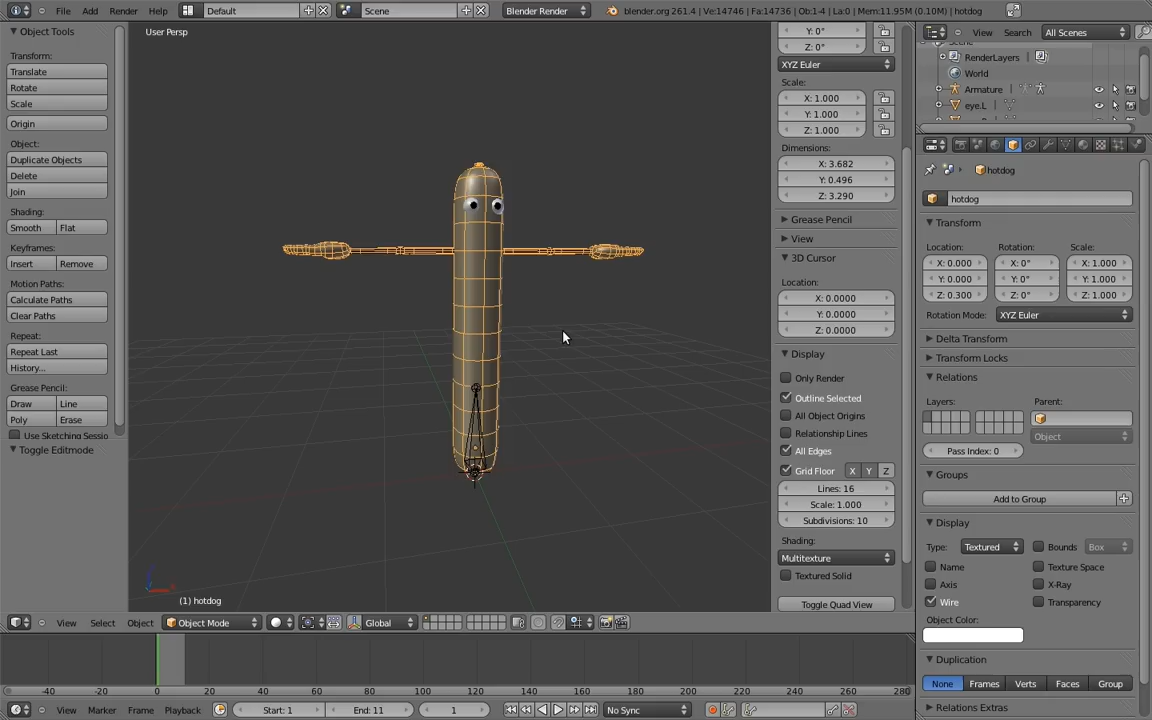 File Add Render Help Default Scene Blender Render blender.org 261.4 | Ve:14746 | Fa:14736 | Ob:1-4 | La:0 | Mem:11.95M (0.10M) | hotdog
Object Tools
Transform:
Translate
Rotate
Scale
Origin
Object:
Duplicate Objects
Delete
Join
Shading:
Smooth Flat
Keyframes:
Insert Remove
Motion Paths:
Calculate Paths
Clear Paths
Repeat:
Repeat Last
History...
Grease Pencil:
Draw Line
Poly Erase
Use Sketching Sessio
Toggle Editmode
User Persp
(1) hotdog
Y: 0°
Z: 0°
XYZ Euler
Scale:
X: 1.000
Y: 1.000
Z: 1.000
Dimensions:
X: 3.682
Y: 0.496
Z: 3.290
Grease Pencil
View
3D Cursor
Location:
X: 0.0000
Y: 0.0000
Z: 0.0000
Display
Only Render
Outline Selected
All Object Origins
Relationship Lines
All Edges
Grid Floor X Y Z
Lines: 16
Scale: 1.000
Subdivisions: 10
Shading:
Multitexture
Textured Solid
Toggle Quad View
View Search All Scenes
RenderLayers
World
Armature
eye.L
hotdog
hotdog
Transform
Location: Rotation: Scale:
X: 0.000 X: 0° X: 1.000
Y: 0.000 Y: 0° Y: 1.000
Z: 0.300 Z: 0° Z: 1.000
Rotation Mode: XYZ Euler
Delta Transform
Transform Locks
Relations
Layers: Parent:
Object
Pass Index: 0
Groups
Add to Group
Display
Type: Textured Bounds Box
Name Texture Space
Axis X-Ray
Wire Transparency
Object Color:
Duplication
None Frames Verts Faces Group
Relations Extras
View Select Object Object Mode Global
-40 -20 0 20 40 60 80 100 120 140 160 180 200 220 240 260 280
View Marker Frame Playback Start: 1 End: 11 1 No Sync